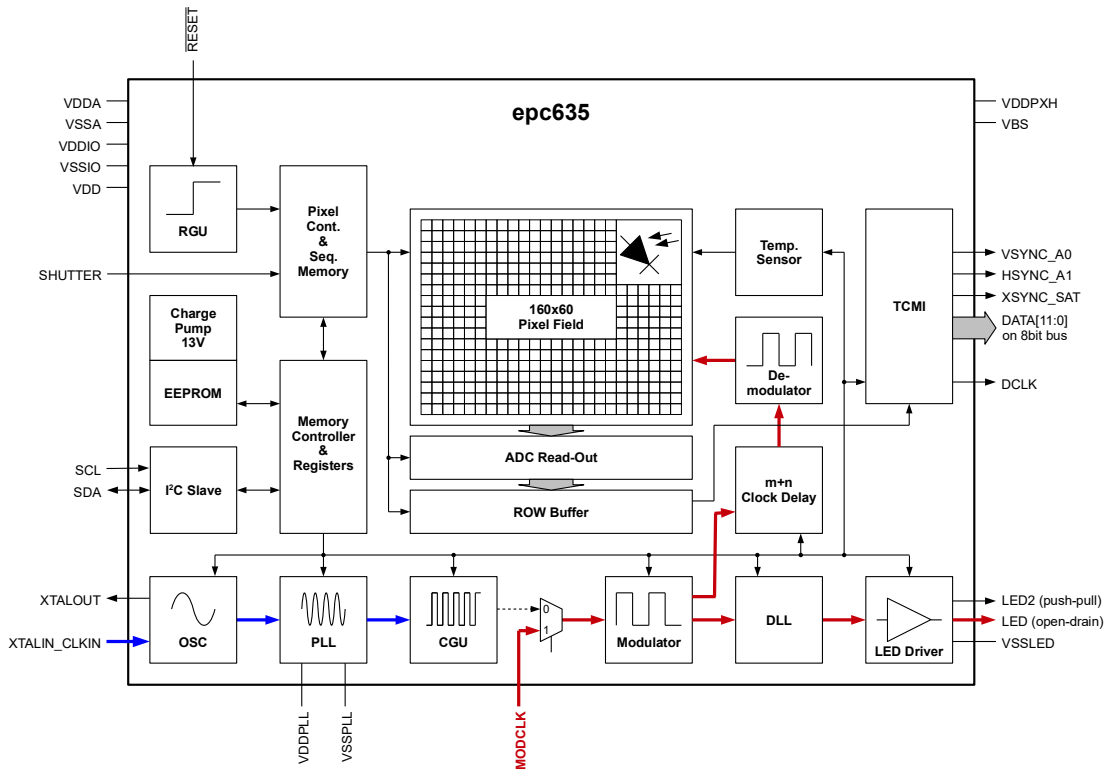 RESET
epc635
VDDA
VSSA
VDDIO
VSSIO
VDD
VDDPXH
VBS
RGU
Pixel
Cont.
&
Seq.
Memory
SHUTTER
160x60
Pixel Field
Temp.
Sensor
TCMI
VSYNC_A0
HSYNC_A1
XSYNC_SAT
DATA[11:0]
on 8bit bus
DCLK
Charge
Pump
13V
EEPROM
De-
modulator
Memory
Controller
&
Registers
ADC Read-Out
SCL
SDA
I²C Slave
ROW Buffer
m+n
Clock Delay
XTALOUT
XTALIN_CLKIN
OSC
PLL
CGU
0
1
Modulator
DLL
LED Driver
LED2 (push-pull)
LED (open-drain)
VSSLED
VDDPLL
VSSPLL
MODCLK